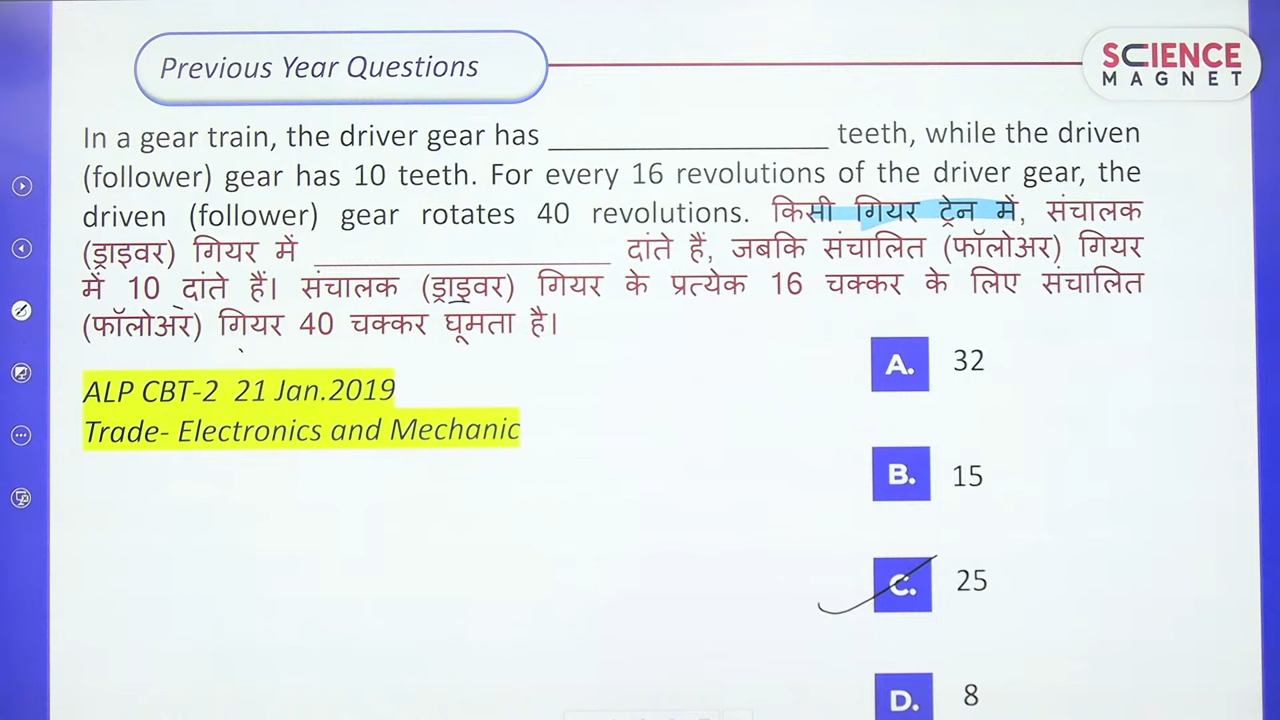 Previous Year Questions
SCIENCE
MAGNET
In a gear train, the driver gear has ________________ teeth, while the driven
(follower) gear has 10 teeth. For every 16 revolutions of the driver gear, the
driven (follower) gear rotates 40 revolutions. किसी गियर ट्रेन में, संचालक
(ड्राइवर) गियर में ________________ दांते हैं, जबकि संचालित (फॉलोअर) गियर
में 10 दांते हैं। संचालक (ड्राइवर) गियर के प्रत्येक 16 चक्कर के लिए संचालित
(फॉलोअर) गियर 40 चक्कर घूमता है।
ALP CBT-2 21 Jan.2019
Trade- Electronics and Mechanic
A. 32
B. 15
C. 25
D. 8